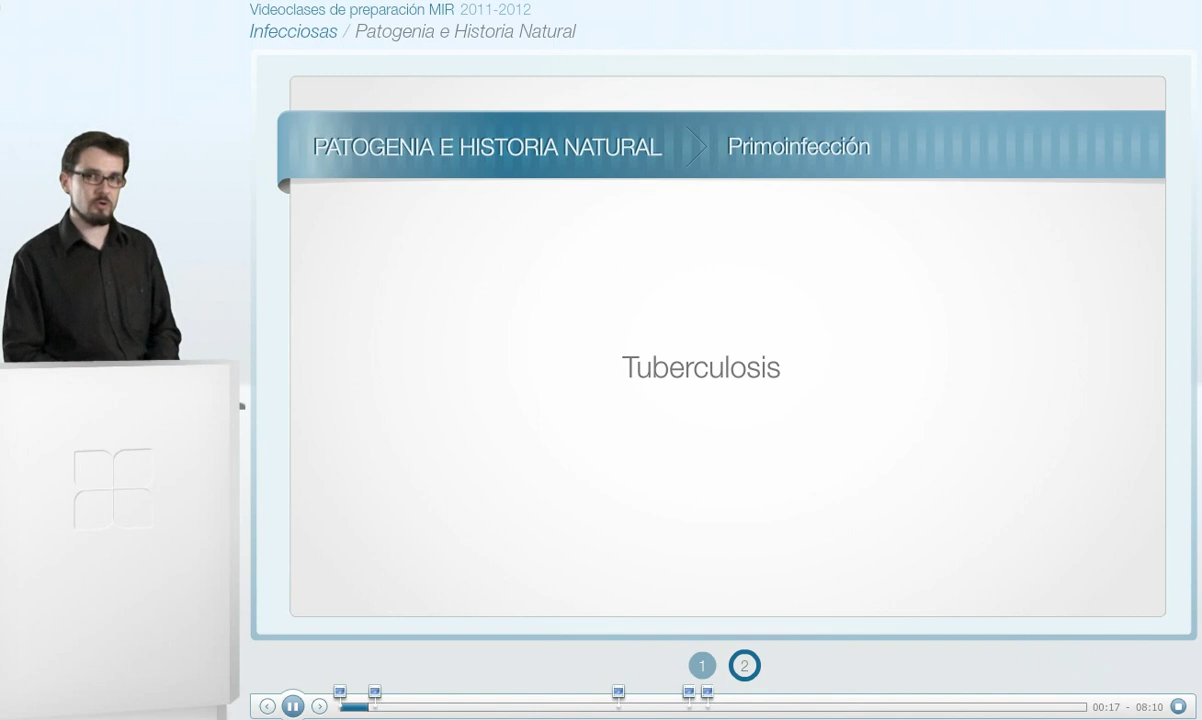 Videoclases de preparación MIR 2011-2012
Infecciosas / Patogenia e Historia Natural
PATOGENIA E HISTORIA NATURAL Primoinfección
Tuberculosis
1 2
00:17 - 08:10